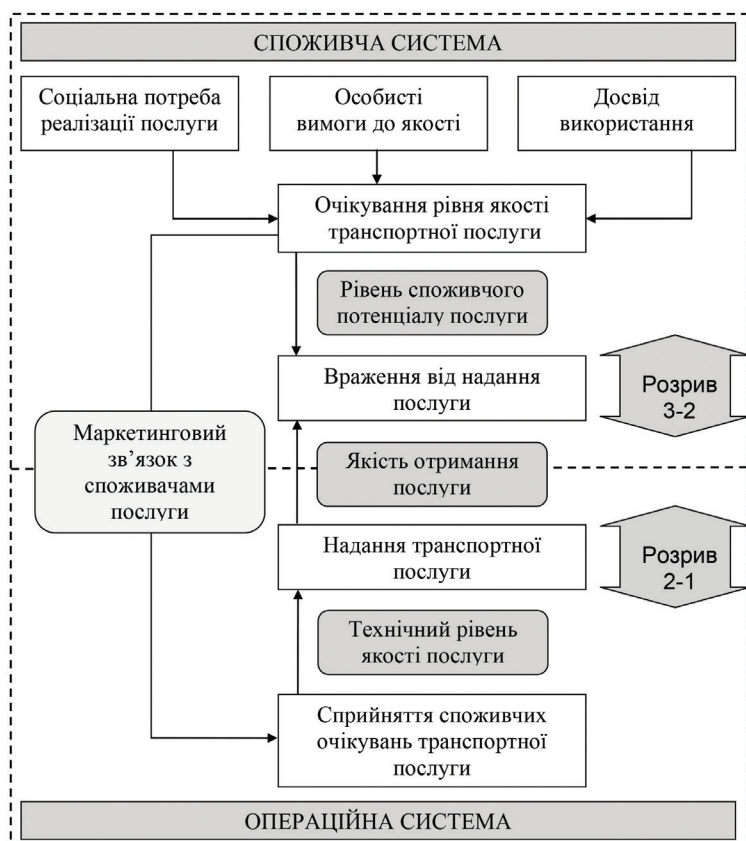 СПОЖИВЧА СИСТЕМА
Соціальна потреба
реалізації послуги
Особисті
вимоги до якості
Досвід
використання
Очікування рівня якості
транспортної послуги
Рівень споживчого
потенціалу послуги
Враження від надання
послуги
Розрив
3-2
Маркетинговий
зв’язок з
споживачами
послуги
Якість отримання
послуги
Надання транспортної
послуги
Розрив
2-1
Технічний рівень
якості послуги
Сприйняття споживчих
очікувань транспортної
послуги
ОПЕРАЦІЙНА СИСТЕМА